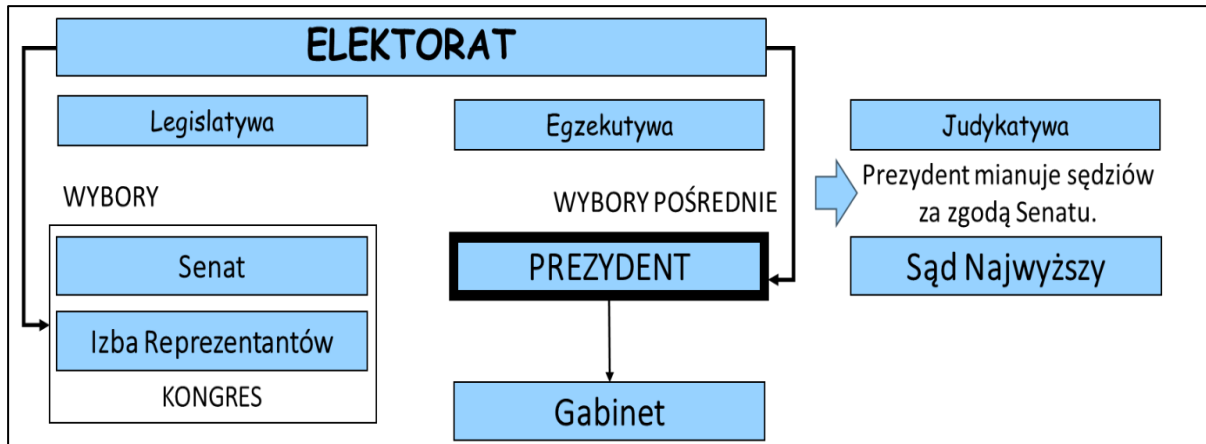 ELEKTORAT
Legislatywa
Egzekutywa
Judykatywa
WYBORY
WYBORY POŚREDNIE
Prezydent mianuje sędziów
za zgodą Senatu.
Senat
PREZYDENT
Sąd Najwyższy
Izba Reprezentantów
KONGRES
Gabinet